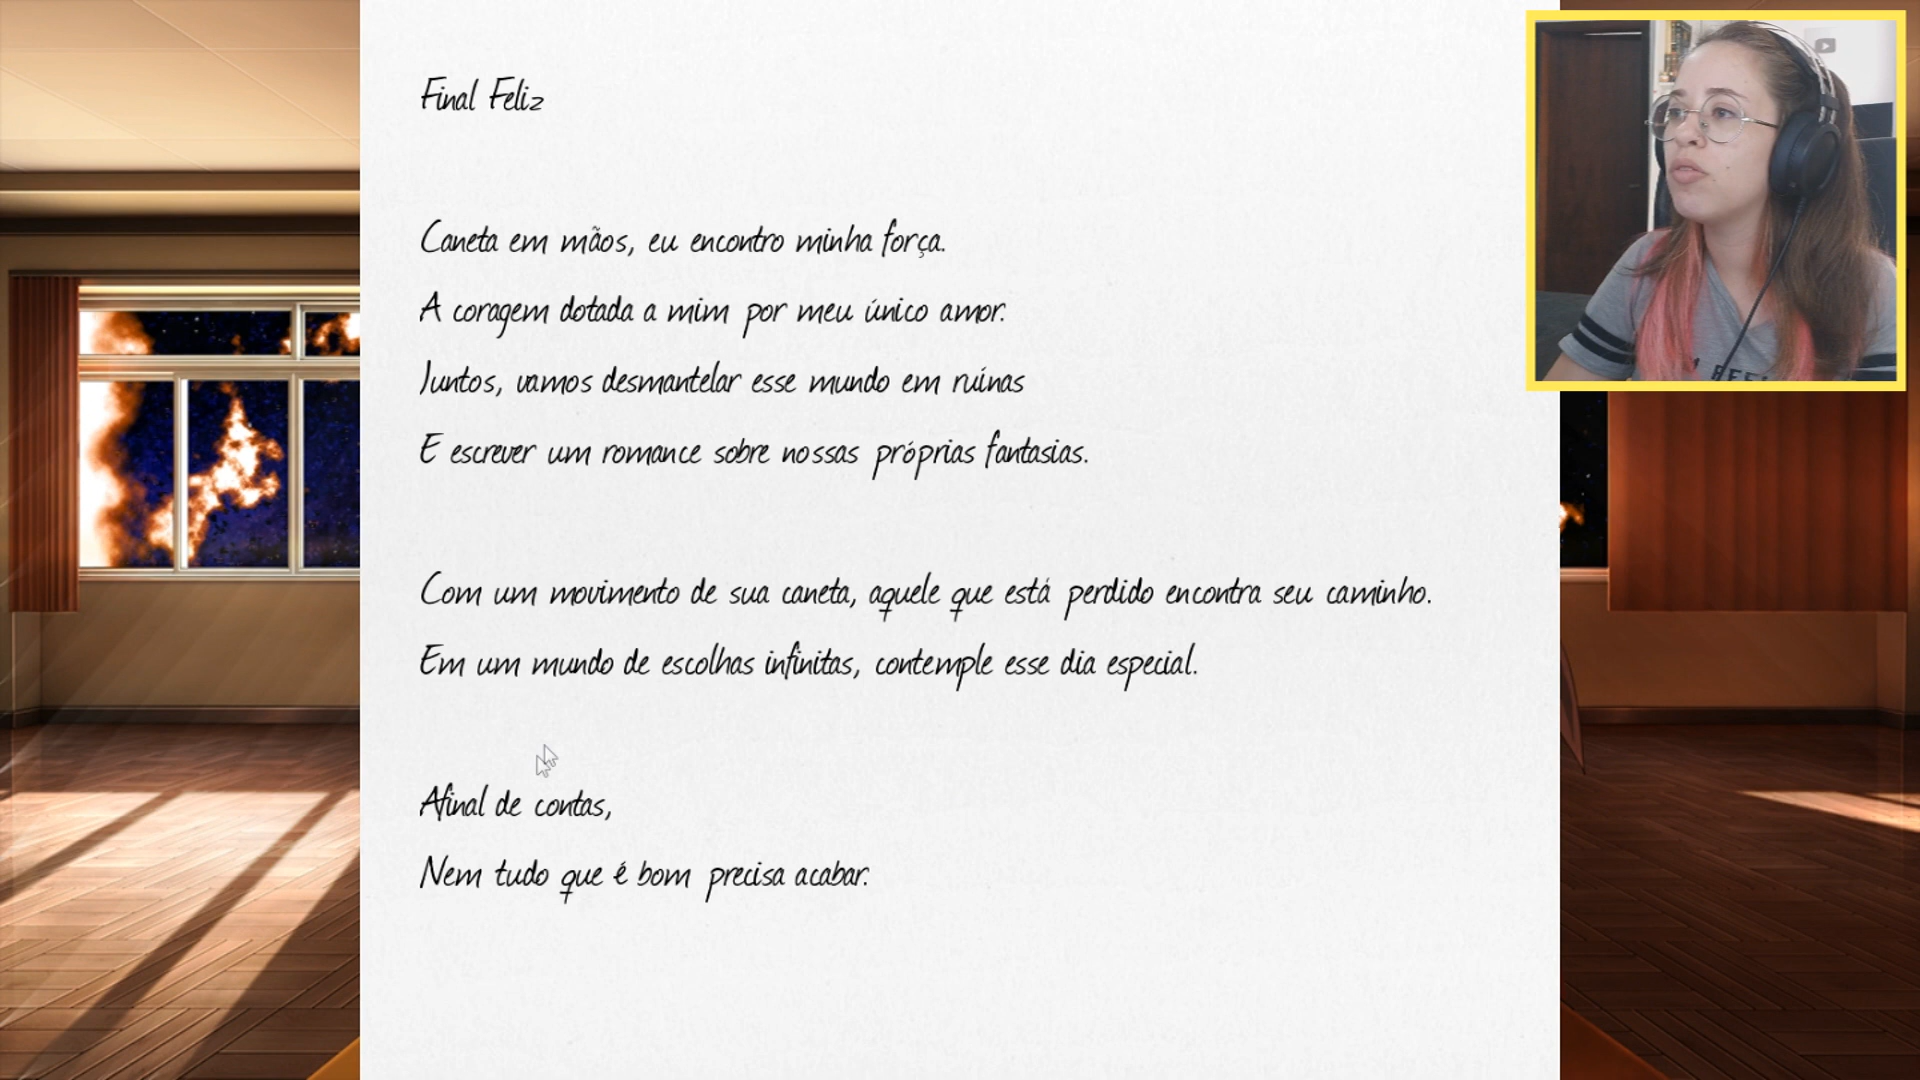 Final Feliz
Caneta em mãos, eu encontro minha força.
A coragem dotada a mim por meu único amor.
Juntos, vamos desmantelar esse mundo em ruínas
E escrever um romance sobre nossas próprias fantasias.
Com um movimento de sua caneta, aquele que está perdido encontra seu caminho.
Em um mundo de escolhas infinitas, contemple esse dia especial.
Afinal de contas,
Nem tudo que é bom precisa acabar.